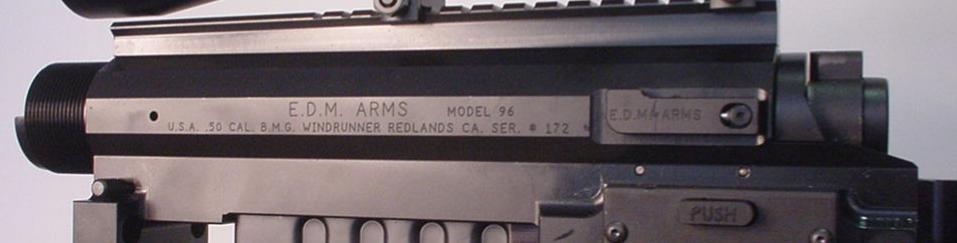 E.D.M. ARMS MODEL 96
U.S.A. .50 CAL. B.M.G. WINDRUNNER REDLANDS CA. SER. # 172
E.D.M. ARMS
PUSH